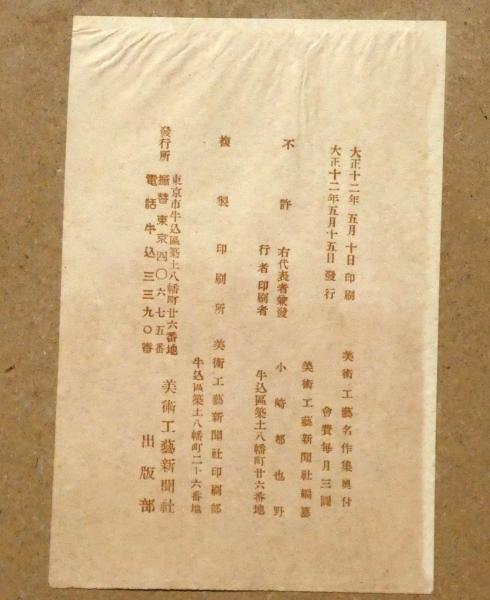 大正十二年五月十日印刷
大正十二年五月十五日發行
美術工藝名作集奧付
會費每月三圓
不許
複製
美術工藝新聞社編纂
右代表者兼發行者印刷者
小崎都也野
牛込區築土八幡町廿六番地
印刷所 美術工藝新聞社印刷部
牛込區築土八幡町二十六番地
發行所
東京市牛込區築土八幡町廿六番地
振替東京四〇六七五番
電話牛込三三九〇番
美術工藝新聞社
出版部